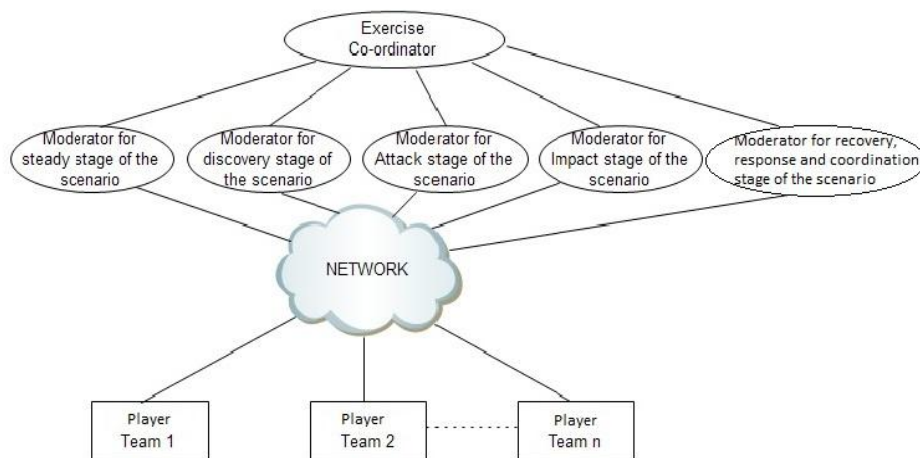 Exercise
Co-ordinator
Moderator for
steady stage of the
scenario
Moderator for
discovery stage of
the scenario
Moderator for
Attack stage of the
scenario
Moderator for
Impact stage of the
scenario
Moderator for recovery,
response and coordination
stage of the scenario
NETWORK
Player
Team 1
Player
Team 2
Player
Team n